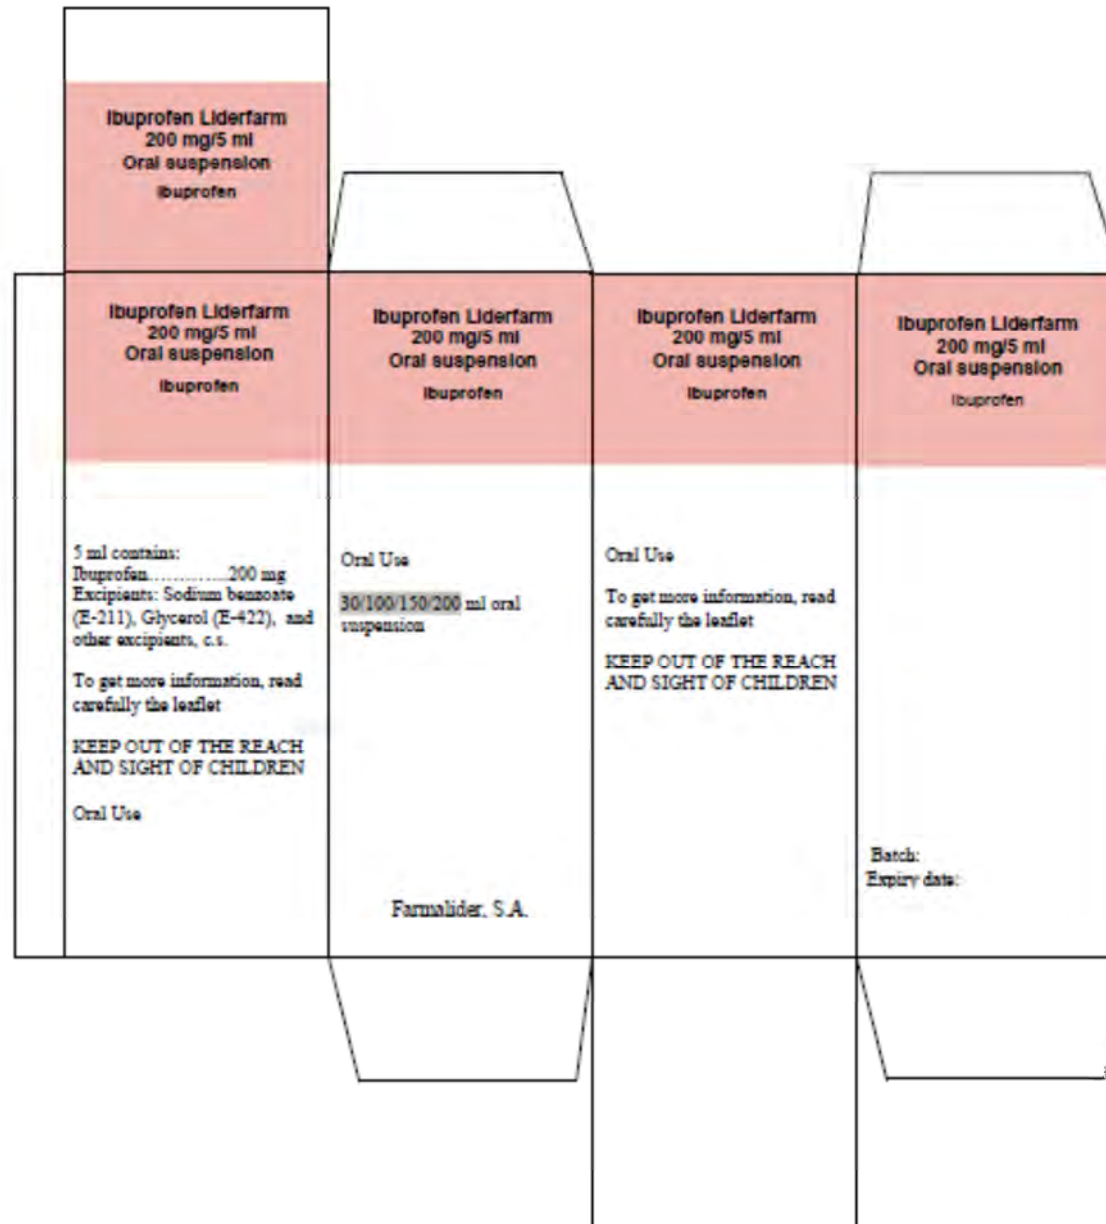 Ibuprofen Liderfarm
200 mg/5 ml
Oral suspension
Ibuprofen
Ibuprofen Liderfarm
200 mg/5 ml
Oral suspension
Ibuprofen
5 ml contains:
Ibuprofen.............200 mg
Excipients: Sodium benzoate
(E-211), Glycerol (E-422), and
other excipients, c.s.
To get more information, read
carefully the leaflet
KEEP OUT OF THE REACH
AND SIGHT OF CHILDREN
Oral Use
Ibuprofen Liderfarm
200 mg/5 ml
Oral suspension
Ibuprofen
Oral Use
30/100/150/200 ml oral
suspension
Farmalider, S.A.
Ibuprofen Liderfarm
200 mg/5 ml
Oral suspension
Ibuprofen
Oral Use
To get more information, read
carefully the leaflet
KEEP OUT OF THE REACH
AND SIGHT OF CHILDREN
Ibuprofen Liderfarm
200 mg/5 ml
Oral suspension
Ibuprofen
Batch:
Expiry date: